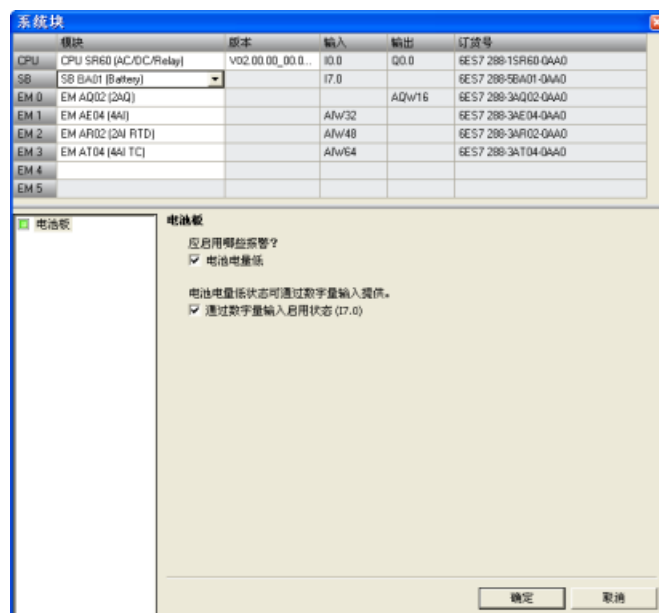 系统块
模块 版本 输入 输出 订货号
CPU CPU SR60 (AC/DC/Relay) V02.00.00_00.0... I0.0 Q0.0 6ES7 288-1SR60-0AA0
SB SB BA01 (Battery) I7.0 6ES7 288-5BA01-0AA0
EM 0 EM AQ02 (2AQ) AQW16 6ES7 288-3AQ02-0AA0
EM 1 EM AE04 (4AI) AIW32 6ES7 288-3AE04-0AA0
EM 2 EM AR02 (2AI RTD) AIW48 6ES7 288-3AR02-0AA0
EM 3 EM AT04 (4AI TC) AIW64 6ES7 288-3AT04-0AA0
EM 4
EM 5
电池板
电池板
应启用哪些报警?
电池电量低
电池电量低状态可通过数字量输入提供。
通过数字量输入启用状态 (I7.0)
确定 取消